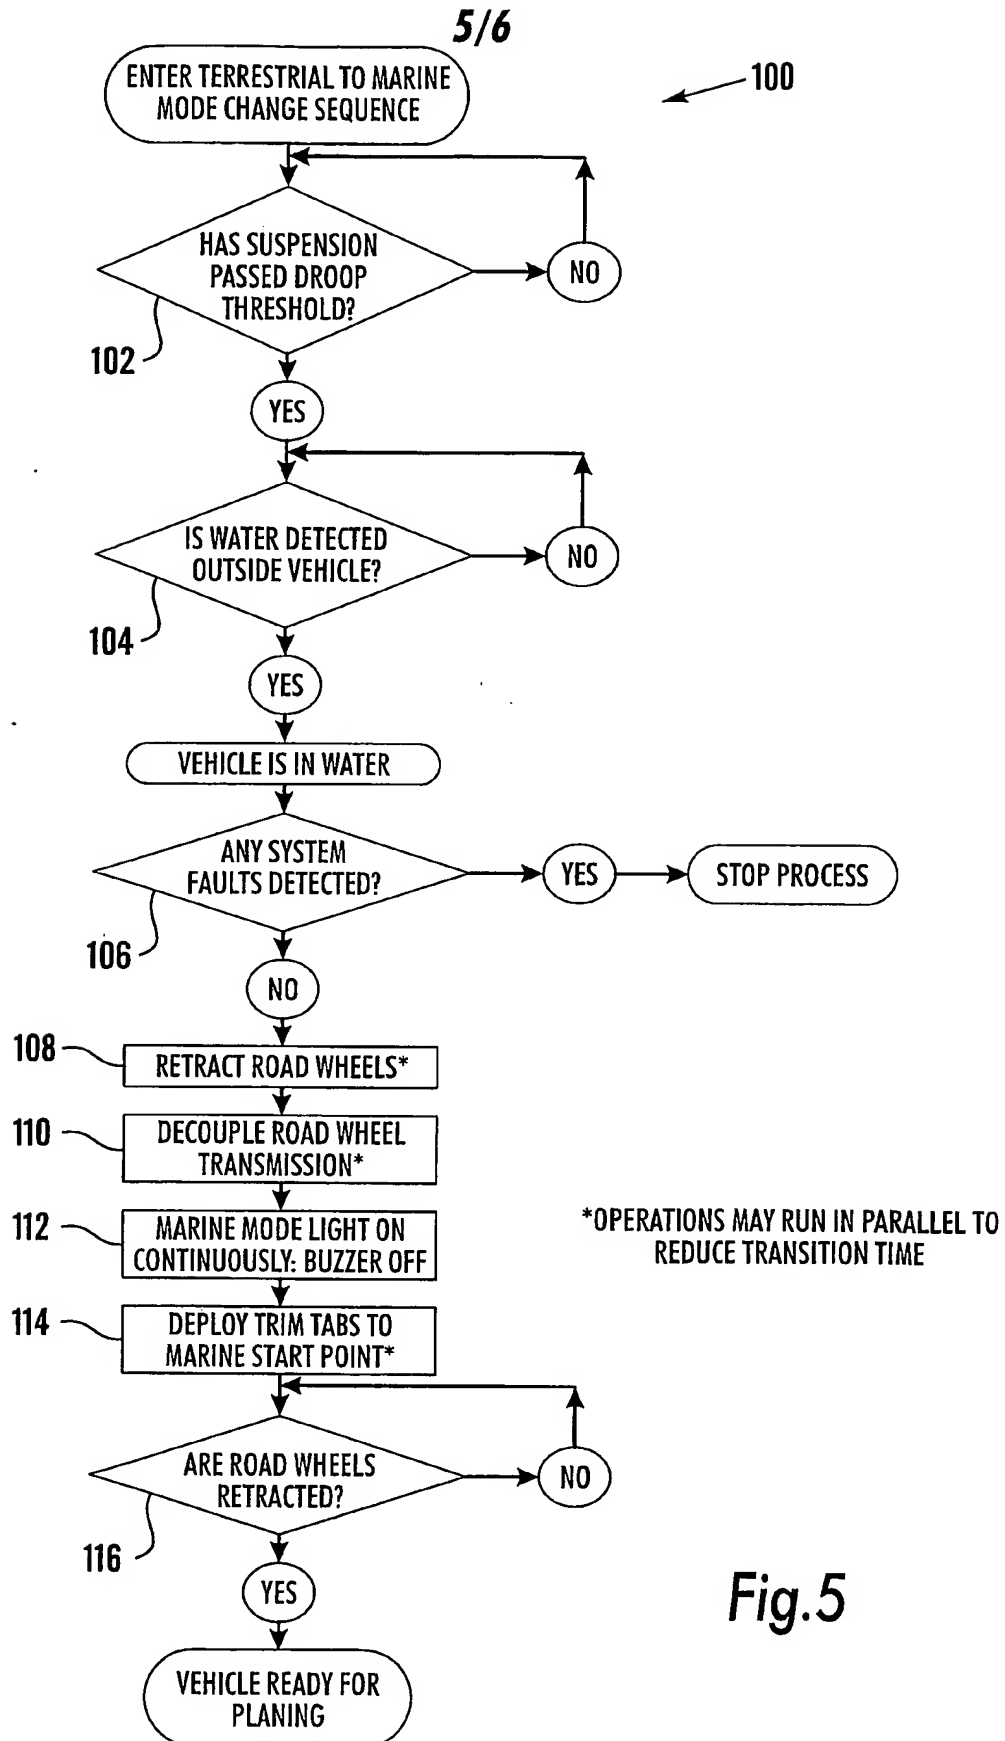 5/6
ENTER TERRESTRIAL TO MARINE
MODE CHANGE SEQUENCE
100
HAS SUSPENSION
PASSED DROOP
THRESHOLD?
NO
102
YES
IS WATER DETECTED
OUTSIDE VEHICLE?
NO
104
YES
VEHICLE IS IN WATER
ANY SYSTEM
FAULTS DETECTED?
YES
STOP PROCESS
106
NO
108
RETRACT ROAD WHEELS*
110
DECOUPLE ROAD WHEEL
TRANSMISSION*
112
MARINE MODE LIGHT ON
CONTINUOUSLY: BUZZER OFF
*OPERATIONS MAY RUN IN PARALLEL TO
REDUCE TRANSITION TIME
114
DEPLOY TRIM TABS TO
MARINE START POINT*
ARE ROAD WHEELS
RETRACTED?
NO
116
YES
VEHICLE READY FOR
PLANING
Fig.5